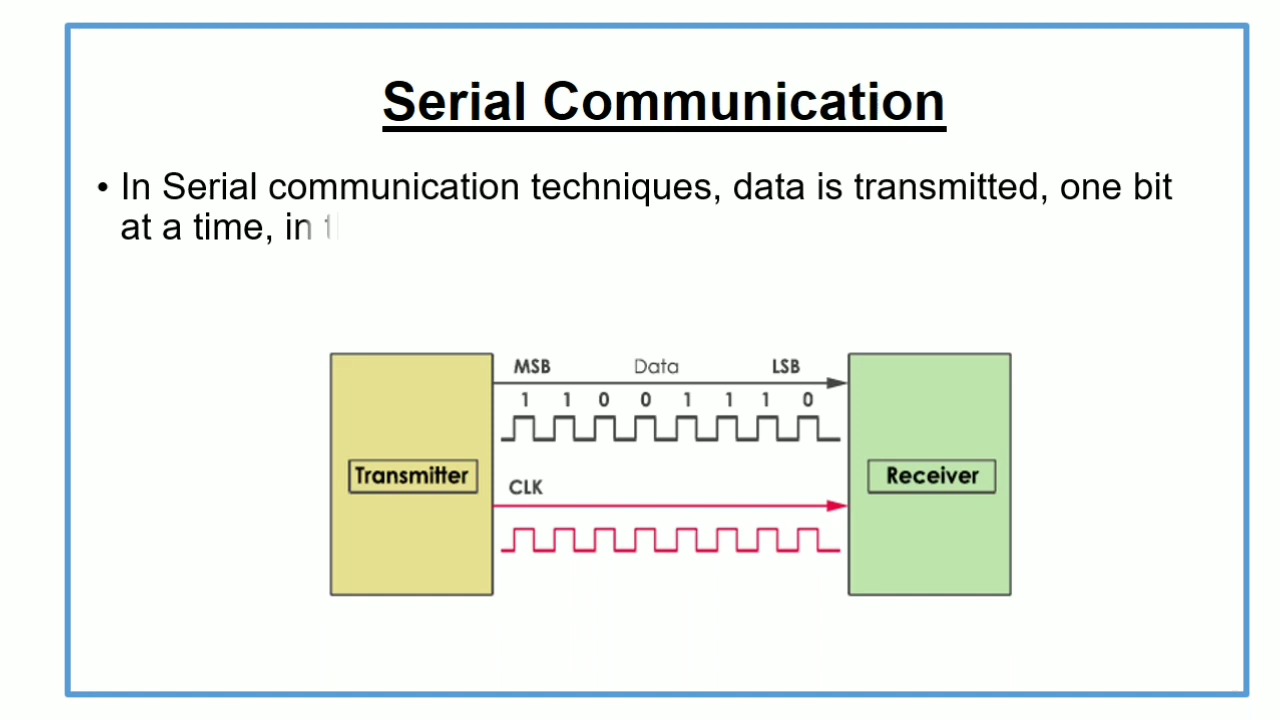 Serial Communication
• In Serial communication techniques, data is transmitted, one bit
at a time, in
MSB Data LSB
1 1 0 0 1 1 1 0
Transmitter
Receiver
CLK